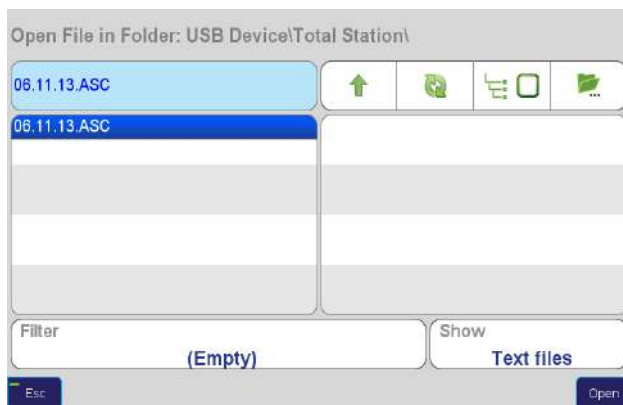 Open File in Folder: USB Device\Total Station\
06.11.13.ASC
06.11.13.ASC
Filter
(Empty)
Show
Text files
Esc
Open